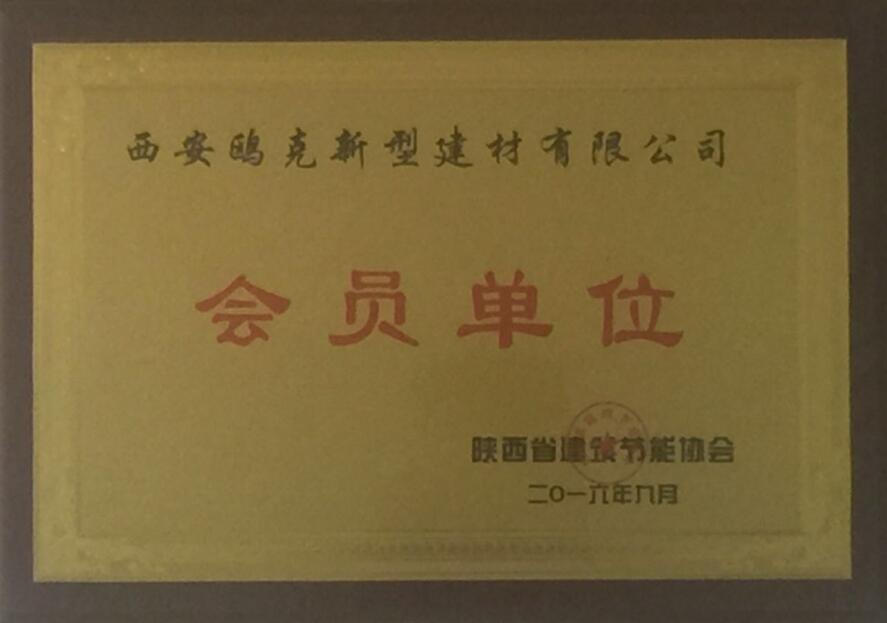 西安鸥克新型建材有限公司
会员单位
陕西省建筑节能协会
二〇一六年九月